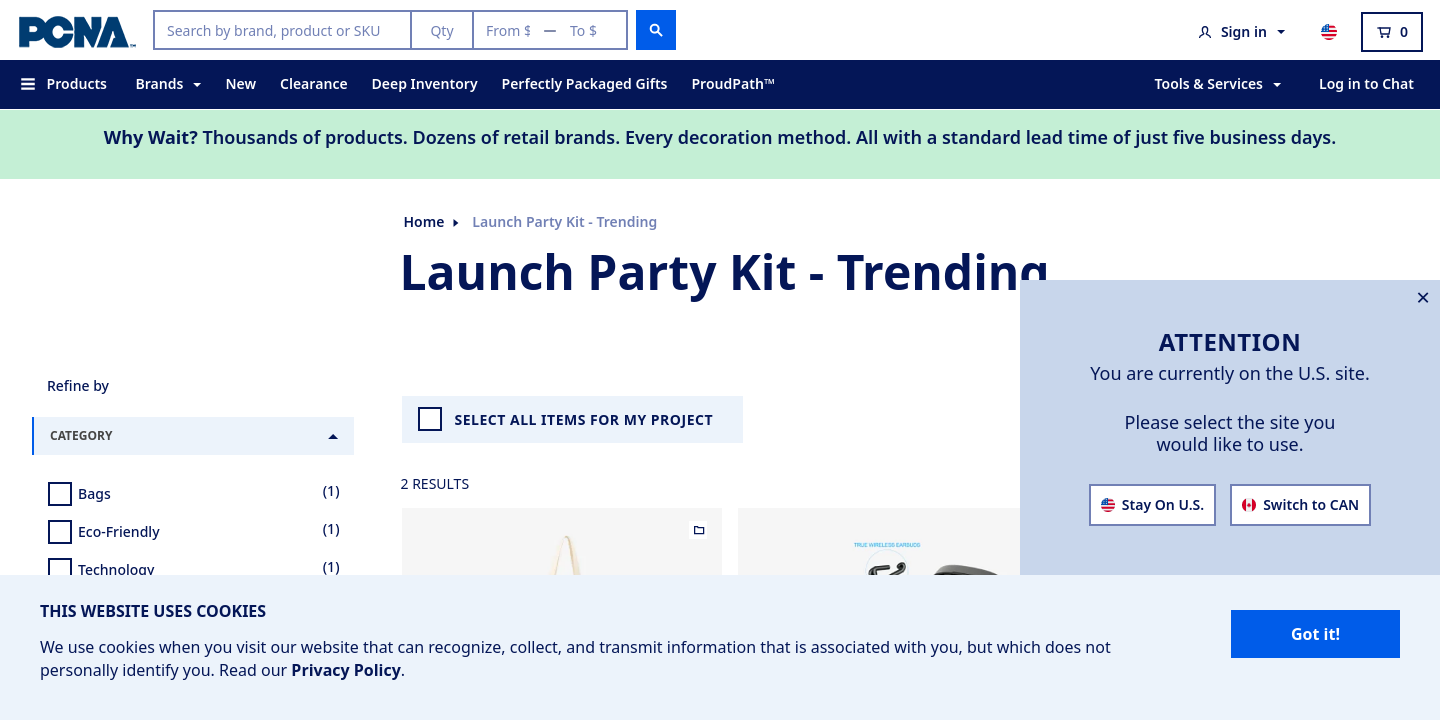 PCNA™
Search by brand, product or SKU
Qty
From $
To $
Sign in
0
Products
Brands
New
Clearance
Deep Inventory
Perfectly Packaged Gifts
ProudPath™
Tools & Services
Log in to Chat
Why Wait? Thousands of products. Dozens of retail brands. Every decoration method. All with a standard lead time of just five business days.
Home
Launch Party Kit - Trending
Launch Party Kit - Trending
Refine by
CATEGORY
Bags (1)
Eco-Friendly (1)
Technology (1)
SELECT ALL ITEMS FOR MY PROJECT
2 RESULTS
TRUE WIRELESS EARBUDS
ATTENTION
You are currently on the U.S. site.
Please select the site you
would like to use.
Stay On U.S.
Switch to CAN
THIS WEBSITE USES COOKIES
We use cookies when you visit our website that can recognize, collect, and transmit information that is associated with you, but which does not
personally identify you. Read our Privacy Policy.
Got it!